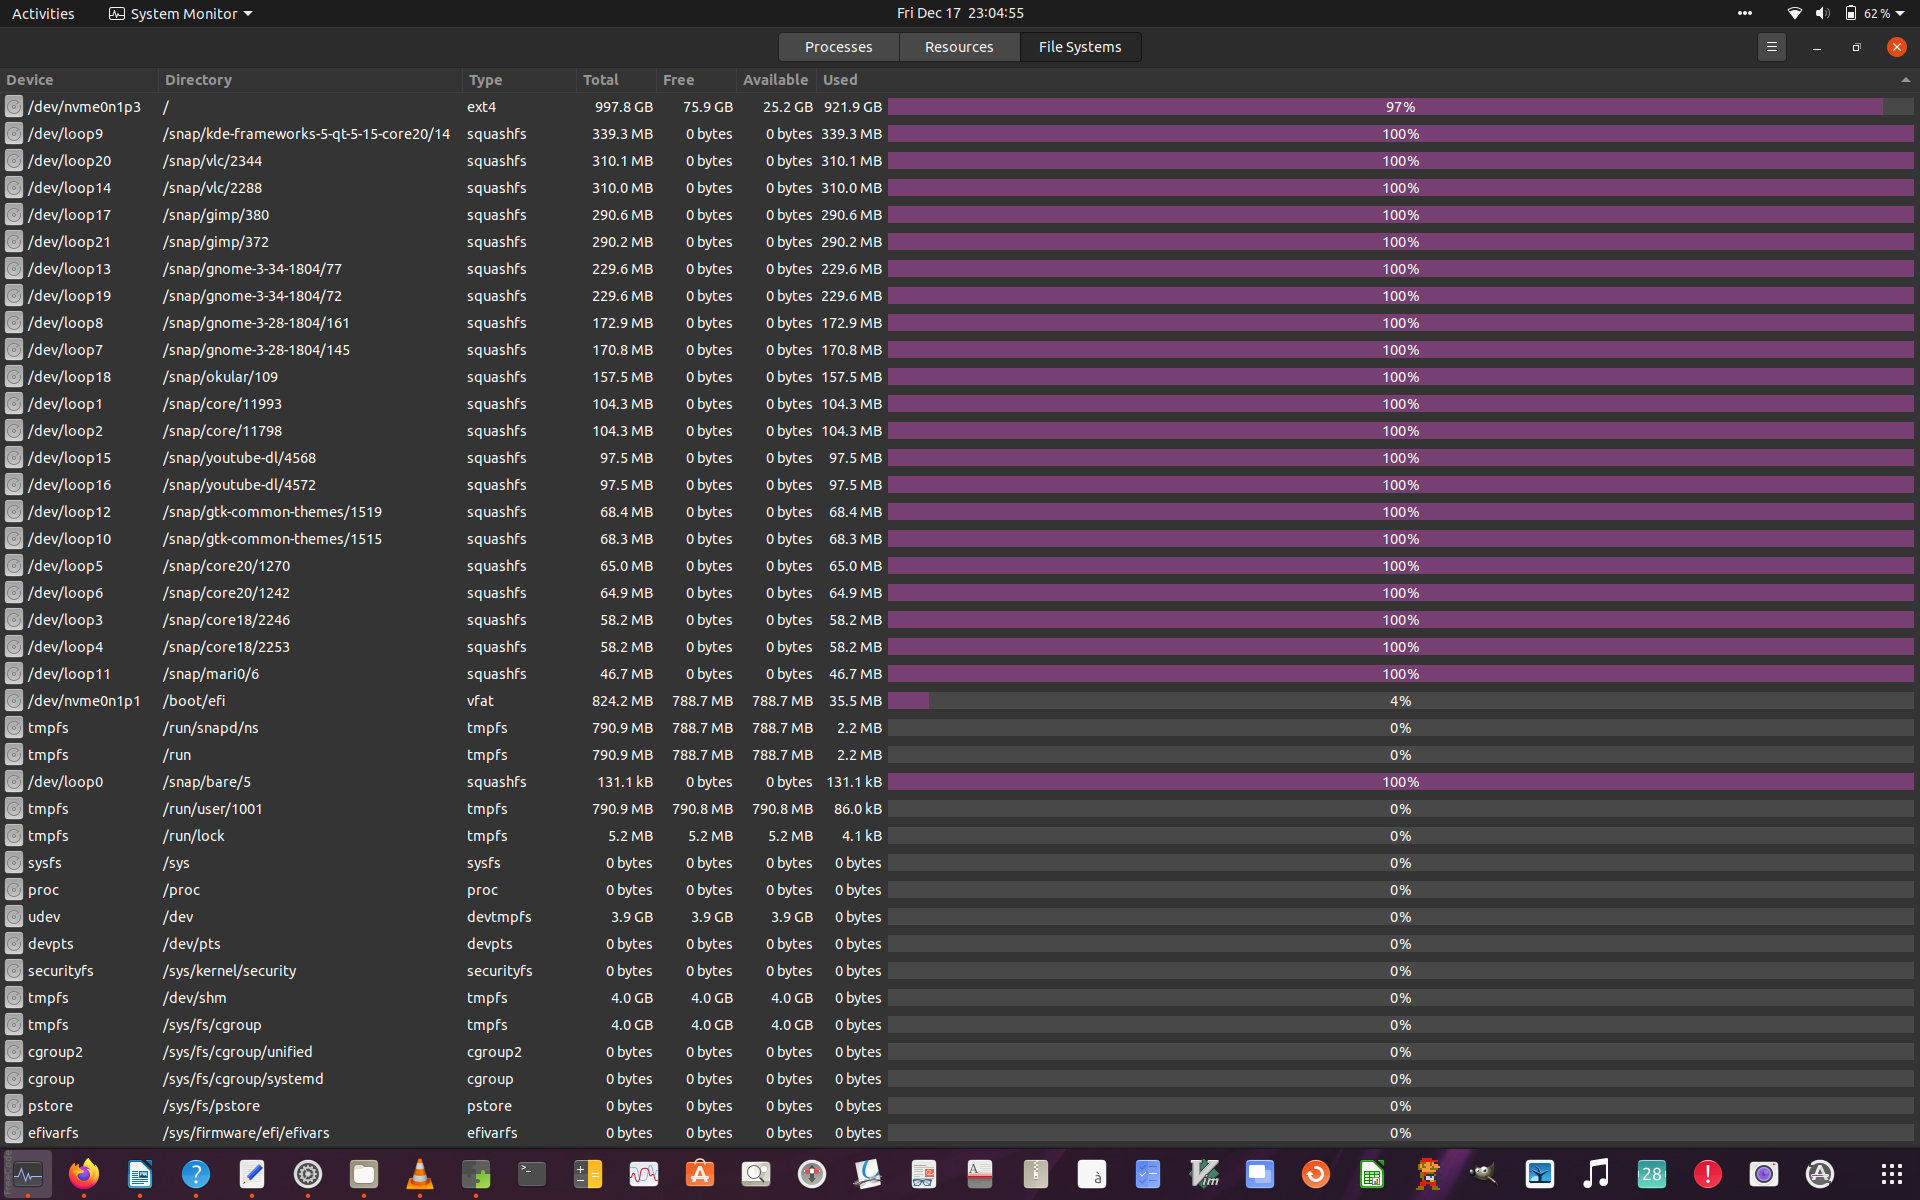 Activities System Monitor Fri Dec 17 23:04:55 62 %
Processes Resources File Systems
Device Directory Type Total Free Available Used
/dev/nvme0n1p3 / ext4 997.8 GB 75.9 GB 25.2 GB 921.9 GB 97%
/dev/loop9 /snap/kde-frameworks-5-qt-5-15-core20/14 squashfs 339.3 MB 0 bytes 0 bytes 339.3 MB 100%
/dev/loop20 /snap/vlc/2344 squashfs 310.1 MB 0 bytes 0 bytes 310.1 MB 100%
/dev/loop14 /snap/vlc/2288 squashfs 310.0 MB 0 bytes 0 bytes 310.0 MB 100%
/dev/loop17 /snap/gimp/380 squashfs 290.6 MB 0 bytes 0 bytes 290.6 MB 100%
/dev/loop21 /snap/gimp/372 squashfs 290.2 MB 0 bytes 0 bytes 290.2 MB 100%
/dev/loop13 /snap/gnome-3-34-1804/77 squashfs 229.6 MB 0 bytes 0 bytes 229.6 MB 100%
/dev/loop19 /snap/gnome-3-34-1804/72 squashfs 229.6 MB 0 bytes 0 bytes 229.6 MB 100%
/dev/loop8 /snap/gnome-3-28-1804/161 squashfs 172.9 MB 0 bytes 0 bytes 172.9 MB 100%
/dev/loop7 /snap/gnome-3-28-1804/145 squashfs 170.8 MB 0 bytes 0 bytes 170.8 MB 100%
/dev/loop18 /snap/okular/109 squashfs 157.5 MB 0 bytes 0 bytes 157.5 MB 100%
/dev/loop1 /snap/core/11993 squashfs 104.3 MB 0 bytes 0 bytes 104.3 MB 100%
/dev/loop2 /snap/core/11798 squashfs 104.3 MB 0 bytes 0 bytes 104.3 MB 100%
/dev/loop15 /snap/youtube-dl/4568 squashfs 97.5 MB 0 bytes 0 bytes 97.5 MB 100%
/dev/loop16 /snap/youtube-dl/4572 squashfs 97.5 MB 0 bytes 0 bytes 97.5 MB 100%
/dev/loop12 /snap/gtk-common-themes/1519 squashfs 68.4 MB 0 bytes 0 bytes 68.4 MB 100%
/dev/loop10 /snap/gtk-common-themes/1515 squashfs 68.3 MB 0 bytes 0 bytes 68.3 MB 100%
/dev/loop5 /snap/core20/1270 squashfs 65.0 MB 0 bytes 0 bytes 65.0 MB 100%
/dev/loop6 /snap/core20/1242 squashfs 64.9 MB 0 bytes 0 bytes 64.9 MB 100%
/dev/loop3 /snap/core18/2246 squashfs 58.2 MB 0 bytes 0 bytes 58.2 MB 100%
/dev/loop4 /snap/core18/2253 squashfs 58.2 MB 0 bytes 0 bytes 58.2 MB 100%
/dev/loop11 /snap/mari0/6 squashfs 46.7 MB 0 bytes 0 bytes 46.7 MB 100%
/dev/nvme0n1p1 /boot/efi vfat 824.2 MB 788.7 MB 788.7 MB 35.5 MB 4%
tmpfs /run/snapd/ns tmpfs 790.9 MB 788.7 MB 788.7 MB 2.2 MB 0%
tmpfs /run tmpfs 790.9 MB 788.7 MB 788.7 MB 2.2 MB 0%
/dev/loop0 /snap/bare/5 squashfs 131.1 kB 0 bytes 0 bytes 131.1 kB 100%
tmpfs /run/user/1001 tmpfs 790.9 MB 790.8 MB 790.8 MB 86.0 kB 0%
tmpfs /run/lock tmpfs 5.2 MB 5.2 MB 5.2 MB 4.1 kB 0%
sysfs /sys sysfs 0 bytes 0 bytes 0 bytes 0 bytes 0%
proc /proc proc 0 bytes 0 bytes 0 bytes 0 bytes 0%
udev /dev devtmpfs 3.9 GB 3.9 GB 3.9 GB 0 bytes 0%
devpts /dev/pts devpts 0 bytes 0 bytes 0 bytes 0 bytes 0%
securityfs /sys/kernel/security securityfs 0 bytes 0 bytes 0 bytes 0 bytes 0%
tmpfs /dev/shm tmpfs 4.0 GB 4.0 GB 4.0 GB 0 bytes 0%
tmpfs /sys/fs/cgroup tmpfs 4.0 GB 4.0 GB 4.0 GB 0 bytes 0%
cgroup2 /sys/fs/cgroup/unified cgroup2 0 bytes 0 bytes 0 bytes 0 bytes 0%
cgroup /sys/fs/cgroup/systemd cgroup 0 bytes 0 bytes 0 bytes 0 bytes 0%
pstore /sys/fs/pstore pstore 0 bytes 0 bytes 0 bytes 0 bytes 0%
efivarfs /sys/firmware/efi/efivars efivarfs 0 bytes 0 bytes 0 bytes 0 bytes 0%
? >_ A à Vim 28 !